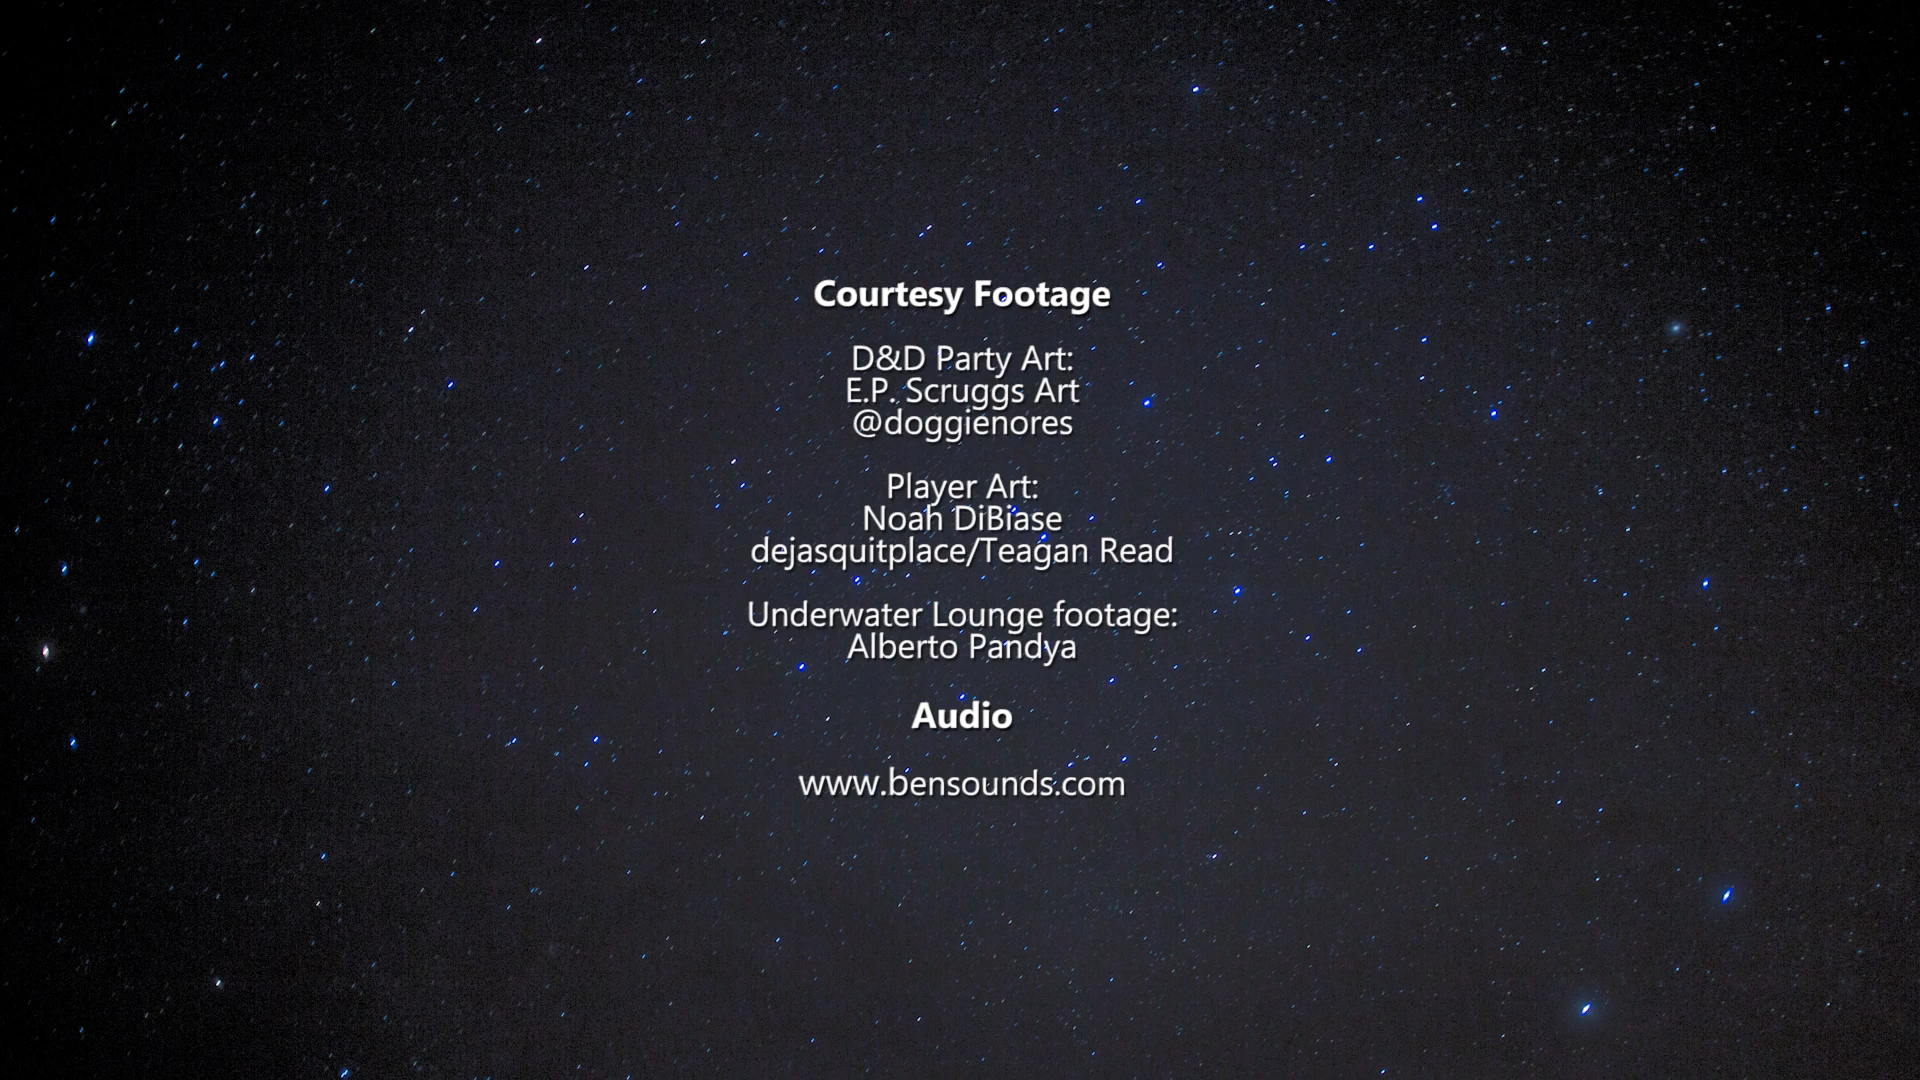 Courtesy Footage
D&D Party Art:
E.P. Scruggs Art
@doggienores
Player Art:
Noah DiBiase
dejasquitplace/Teagan Read
Underwater Lounge footage:
Alberto Pandya
Audio
www.bensounds.com